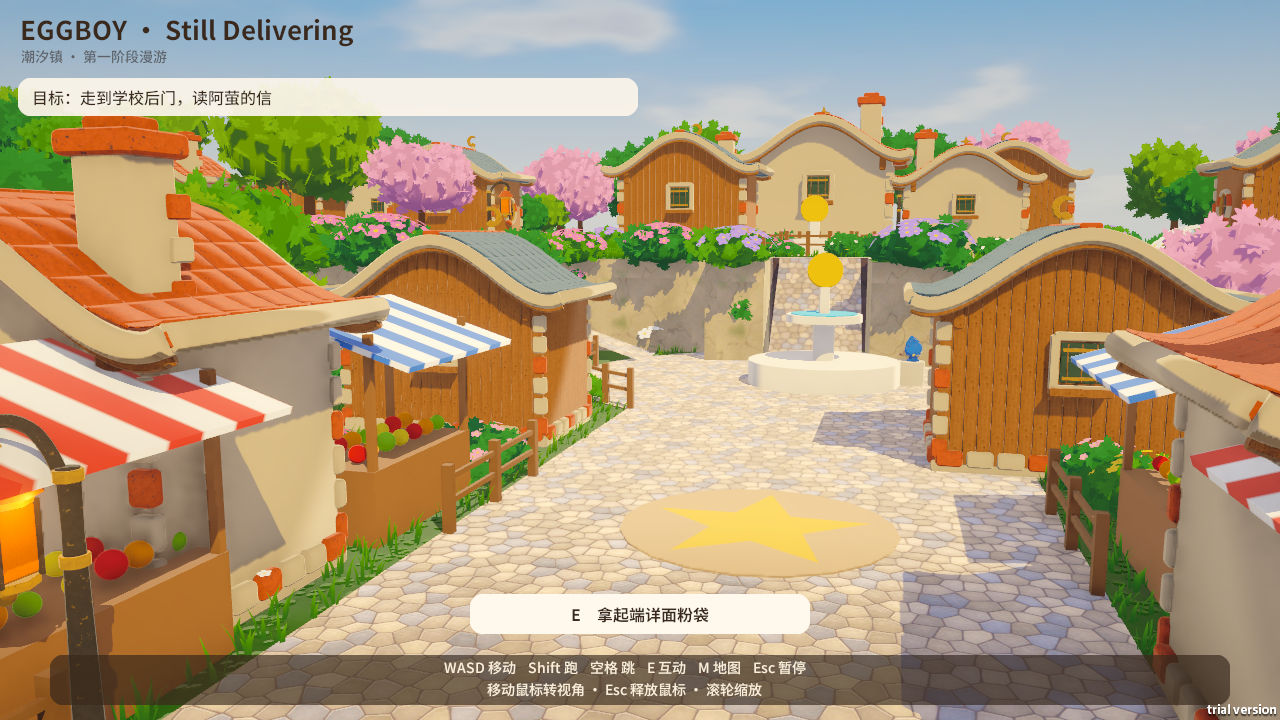 EGGBOY • Still Delivering
潮汐镇 • 第一阶段漫游
目标：走到学校后门，读阿萤的信
E 拿起端详面粉袋
WASD 移动 Shift 跑 空格 跳 E 互动 M 地图 Esc 暂停
移动鼠标转视角 • Esc 释放鼠标 • 滚轮缩放
trial version